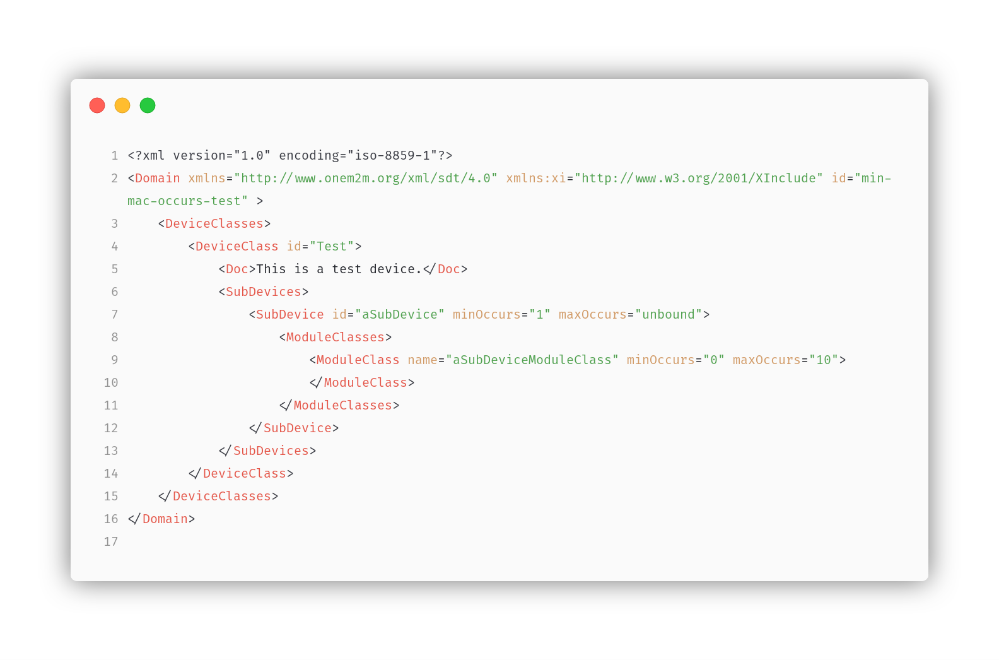 1 <?xml version="1.0" encoding="iso-8859-1"?>
2 <Domain xmlns="http://www.onem2m.org/xml/sdt/4.0" xmlns:xi="http://www.w3.org/2001/XInclude" id="min-
mac-occurs-test" >
3     <DeviceClasses>
4         <DeviceClass id="Test">
5             <Doc>This is a test device.</Doc>
6             <SubDevices>
7                 <SubDevice id="aSubDevice" minOccurs="1" maxOccurs="unbound">
8                     <ModuleClasses>
9                         <ModuleClass name="aSubDeviceModuleClass" minOccurs="0" maxOccurs="10">
10                         </ModuleClass>
11                     </ModuleClasses>
12                 </SubDevice>
13             </SubDevices>
14         </DeviceClass>
15     </DeviceClasses>
16 </Domain>
17